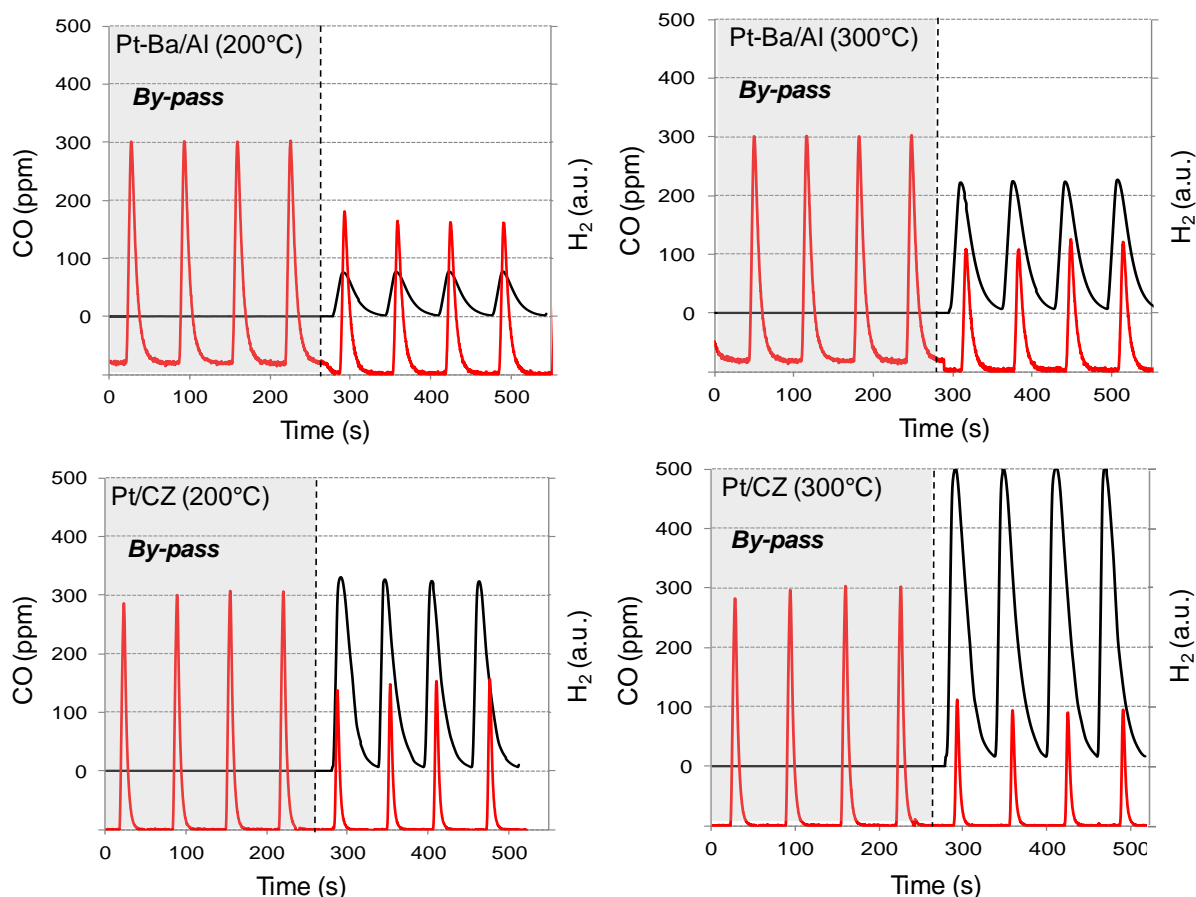 Pt-Ba/Al (200°C)
By-pass
CO (ppm)
500
400
300
200
100
0
H2 (a.u.)
0 100 200 300 400 500
Time (s)
Pt-Ba/Al (300°C)
By-pass
CO (ppm)
500
400
300
200
100
0
H2 (a.u.)
0 100 200 300 400 500
Time (s)
Pt/CZ (200°C)
By-pass
CO (ppm)
500
400
300
200
100
0
H2 (a.u.)
0 100 200 300 400 500
Time (s)
Pt/CZ (300°C)
By-pass
CO (ppm)
500
400
300
200
100
0
H2 (a.u.)
0 100 200 300 400 500
Time (s)